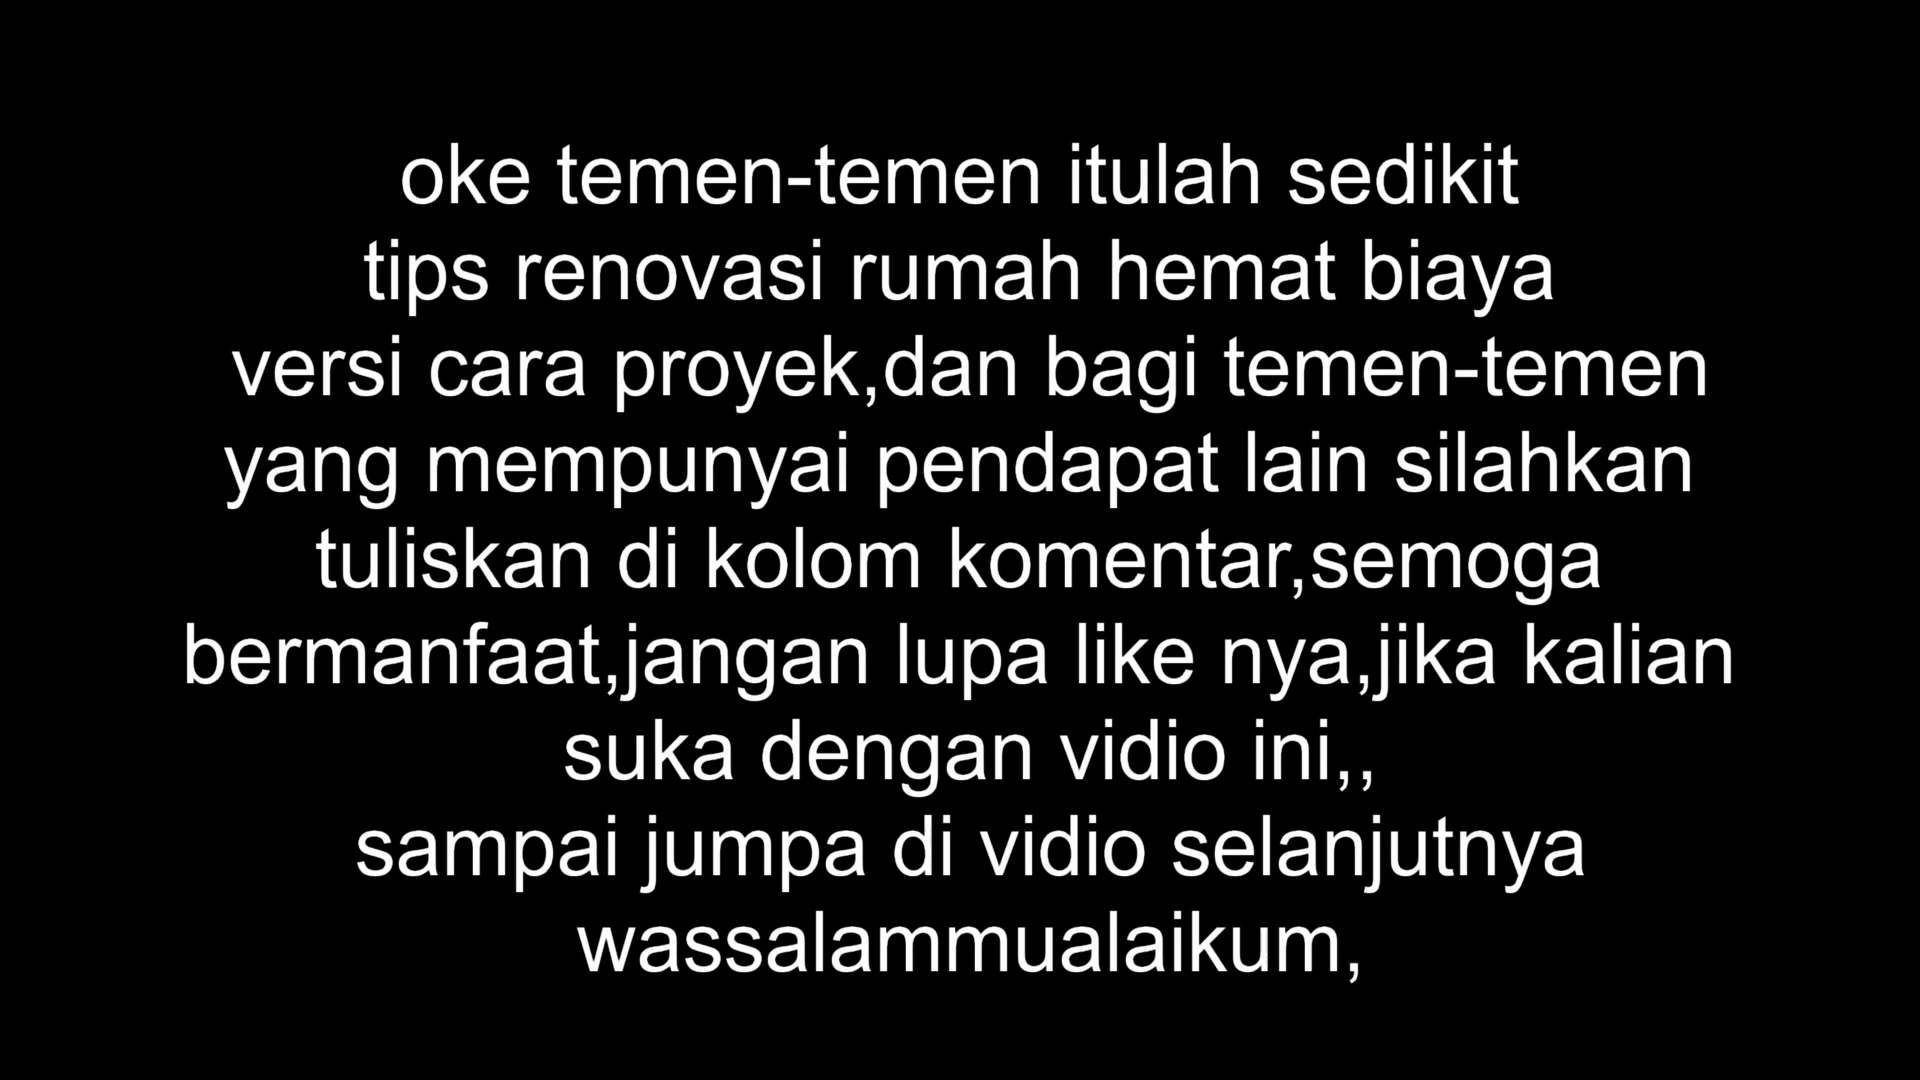 oke temen-temen itulah sedikit
tips renovasi rumah hemat biaya
versi cara proyek,dan bagi temen-temen
yang mempunyai pendapat lain silahkan
tuliskan di kolom komentar,semoga
bermanfaat,jangan lupa like nya,jika kalian
suka dengan vidio ini,,
sampai jumpa di vidio selanjutnya
wassalammualaikum,